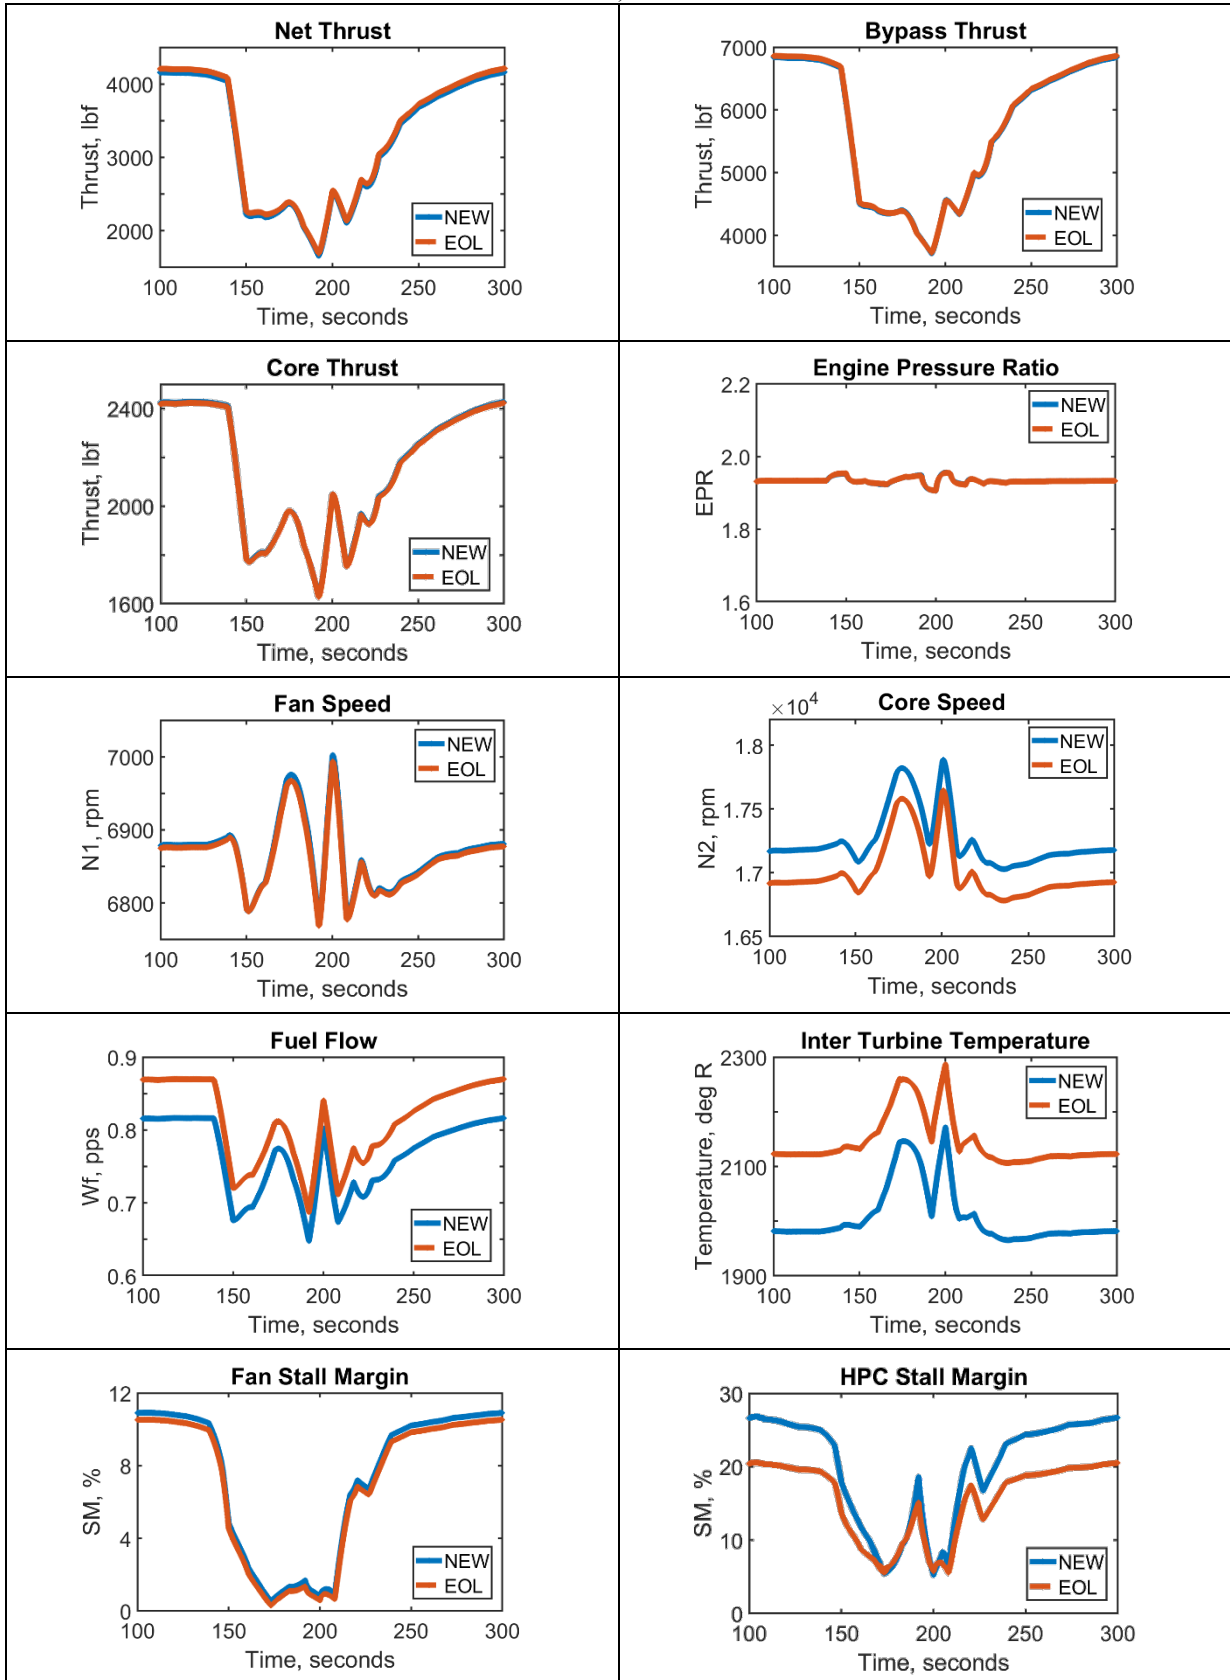 Net Thrust
4000
3000
2000
Thrust, lbf
NEW
EOL
100 150 200 250 300
Time, seconds
Bypass Thrust
7000
6000
5000
4000
Thrust, lbf
NEW
EOL
100 150 200 250 300
Time, seconds
Core Thrust
2400
2000
1600
Thrust, lbf
NEW
EOL
100 150 200 250 300
Time, seconds
Engine Pressure Ratio
2.2
2.0
1.8
1.6
EPR
NEW
EOL
100 150 200 250 300
Time, seconds
Fan Speed
7000
6900
6800
N1, rpm
NEW
EOL
100 150 200 250 300
Time, seconds
Core Speed
×10⁴
1.8
1.75
1.7
1.65
N2, rpm
NEW
EOL
100 150 200 250 300
Time, seconds
Fuel Flow
0.9
0.8
0.7
0.6
Wf, pps
NEW
EOL
100 150 200 250 300
Time, seconds
Inter Turbine Temperature
2300
2100
1900
Temperature, deg R
NEW
EOL
100 150 200 250 300
Time, seconds
Fan Stall Margin
12
8
4
0
SM, %
NEW
EOL
100 150 200 250 300
Time, seconds
HPC Stall Margin
30
20
10
0
SM, %
NEW
EOL
100 150 200 250 300
Time, seconds